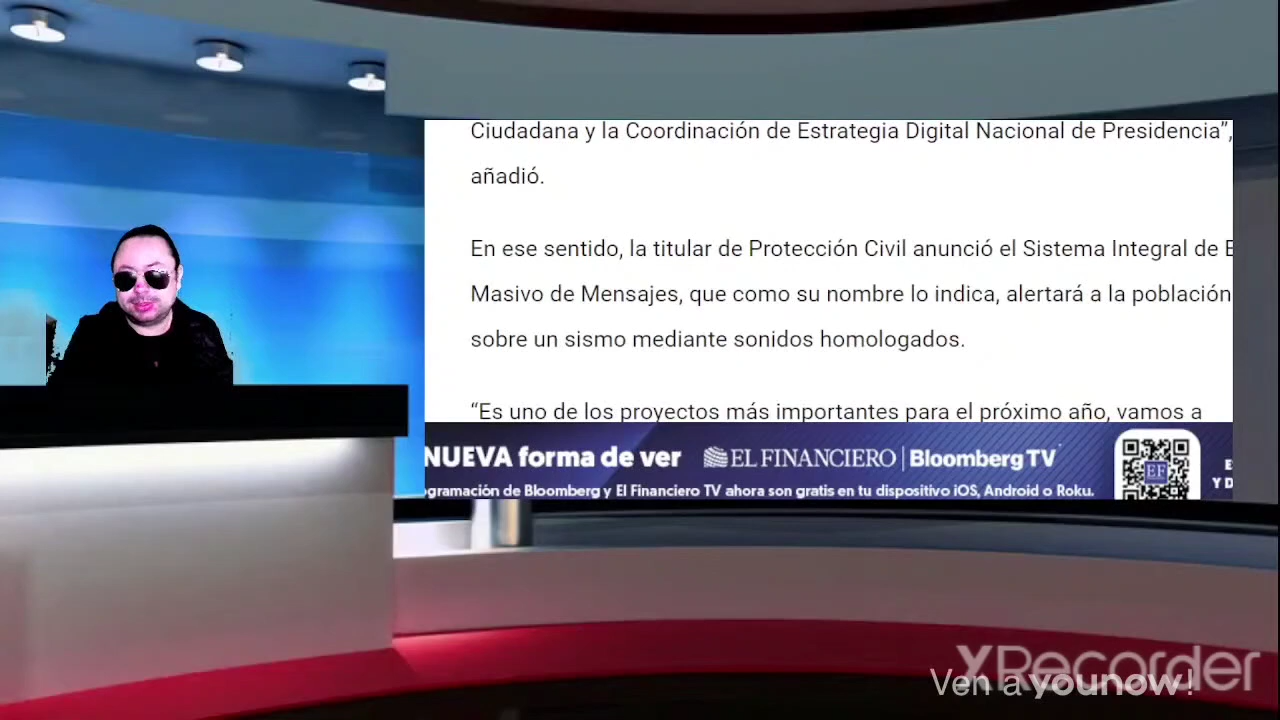 Ciudadana y la Coordinación de Estrategia Digital Nacional de Presidencia”,
añadió.
En ese sentido, la titular de Protección Civil anunció el Sistema Integral de
Masivo de Mensajes, que como su nombre lo indica, alertará a la población
sobre un sismo mediante sonidos homologados.
“Es uno de los proyectos más importantes para el próximo año, vamos a
NUEVA forma de ver EL FINANCIERO | Bloomberg TV
ogramación de Bloomberg y El Financiero TV ahora son gratis en tu dispositivo iOS, Android o Roku.
EF
Y D
XRecorder
Ven a younow!